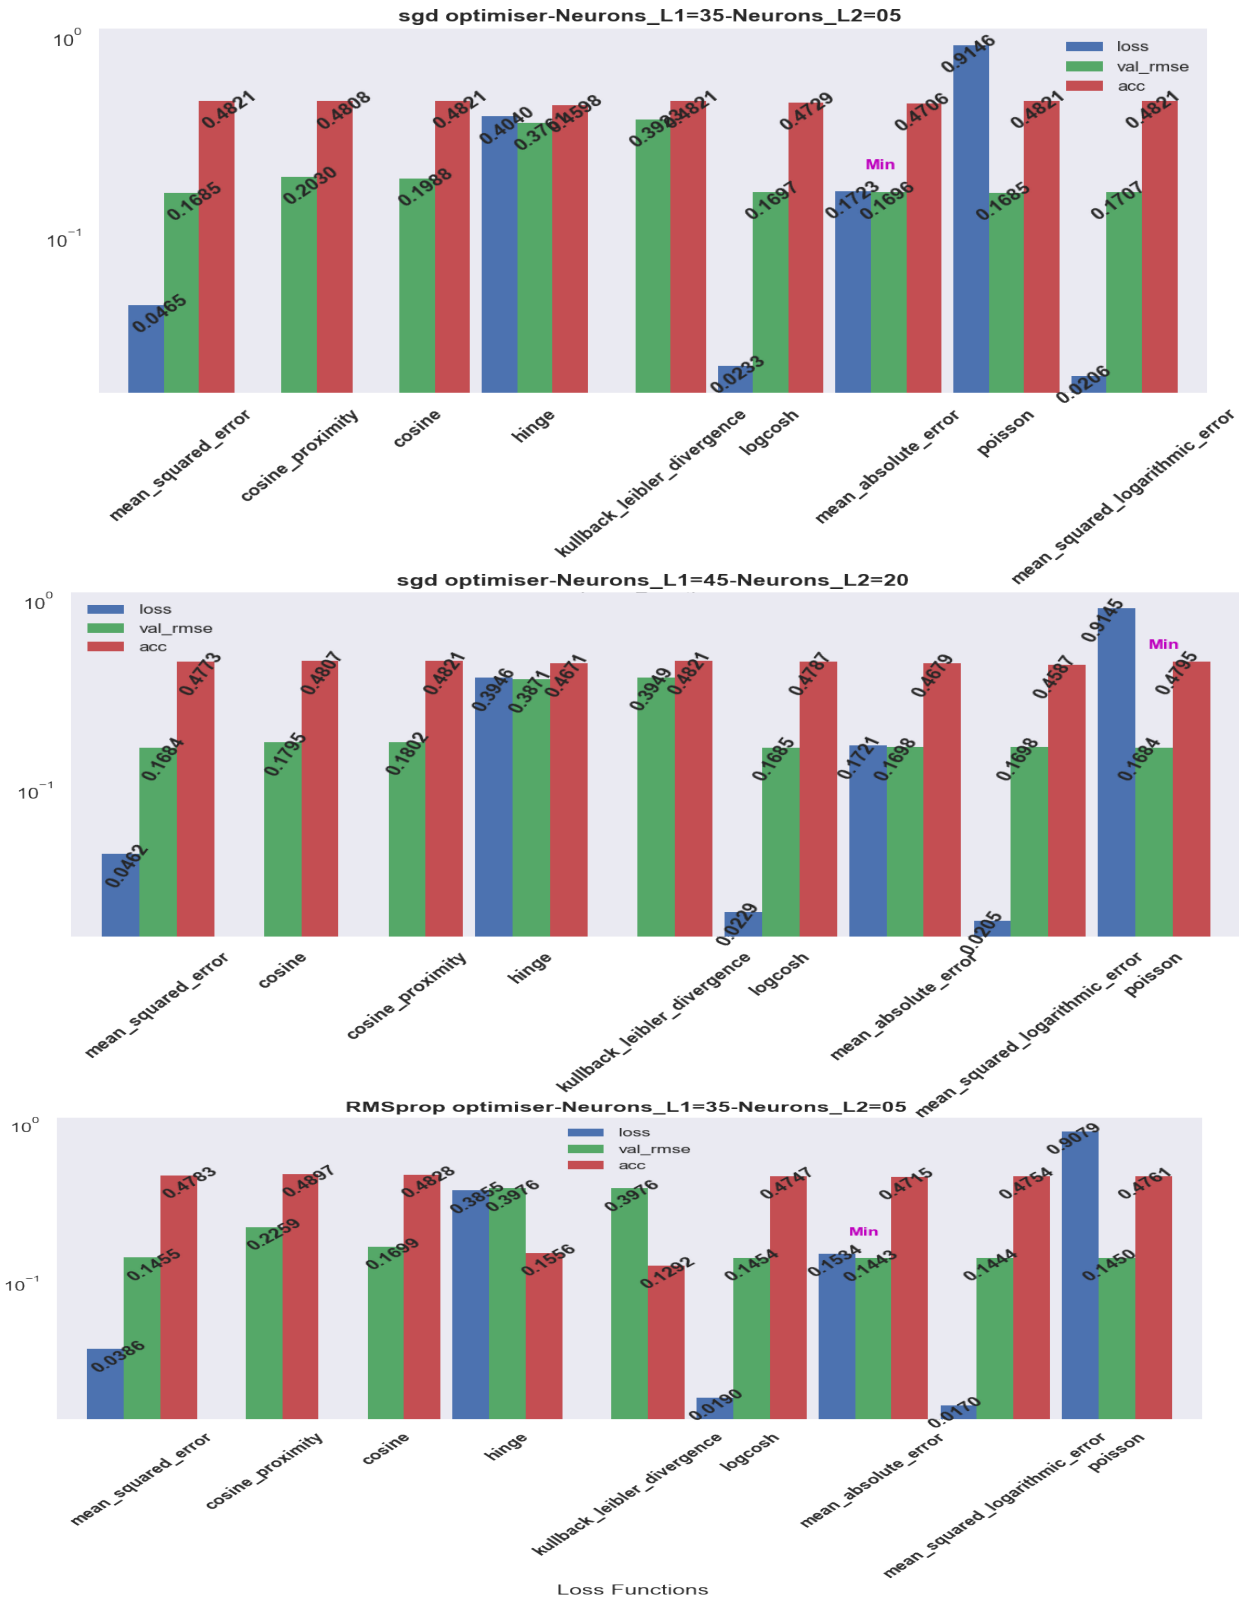 sgd optimiser-Neurons_L1=35-Neurons_L2=05
10⁰
10⁻¹
loss
val_rmse
acc
Min
0.0465
0.1685
0.4821
0.2030
0.4808
0.1988
0.4821
0.4040
0.3761
0.4598
0.4821
0.0233
0.1697
0.4729
0.1723
0.1696
0.4706
0.9146
0.1685
0.4821
0.0206
0.1707
0.4821
mean_squared_error
cosine_proximity
cosine
hinge
kullback_leibler_divergence
logcosh
mean_absolute_error
poisson
mean_squared_logarithmic_error
sgd optimiser-Neurons_L1=45-Neurons_L2=20
10⁰
10⁻¹
loss
val_rmse
acc
Min
0.0462
0.1684
0.4773
0.1795
0.4807
0.1802
0.4821
0.3946
0.3871
0.4671
0.3949
0.4821
0.0229
0.1685
0.4787
0.1721
0.1698
0.4679
0.0205
0.1698
0.4587
0.9145
0.1684
0.4795
mean_squared_error
cosine
cosine_proximity
hinge
kullback_leibler_divergence
logcosh
mean_absolute_error
mean_squared_logarithmic_error
poisson
RMSprop optimiser-Neurons_L1=35-Neurons_L2=05
10⁰
10⁻¹
loss
val_rmse
acc
Min
0.0386
0.1455
0.4783
0.2259
0.4897
0.1699
0.4828
0.3855
0.3976
0.1556
0.3976
0.1292
0.0190
0.1454
0.4747
0.1534
0.1443
0.4715
0.0170
0.1444
0.4754
0.9079
0.1450
0.4761
mean_squared_error
cosine_proximity
cosine
hinge
kullback_leibler_divergence
logcosh
mean_absolute_error
mean_squared_logarithmic_error
poisson
Loss Functions